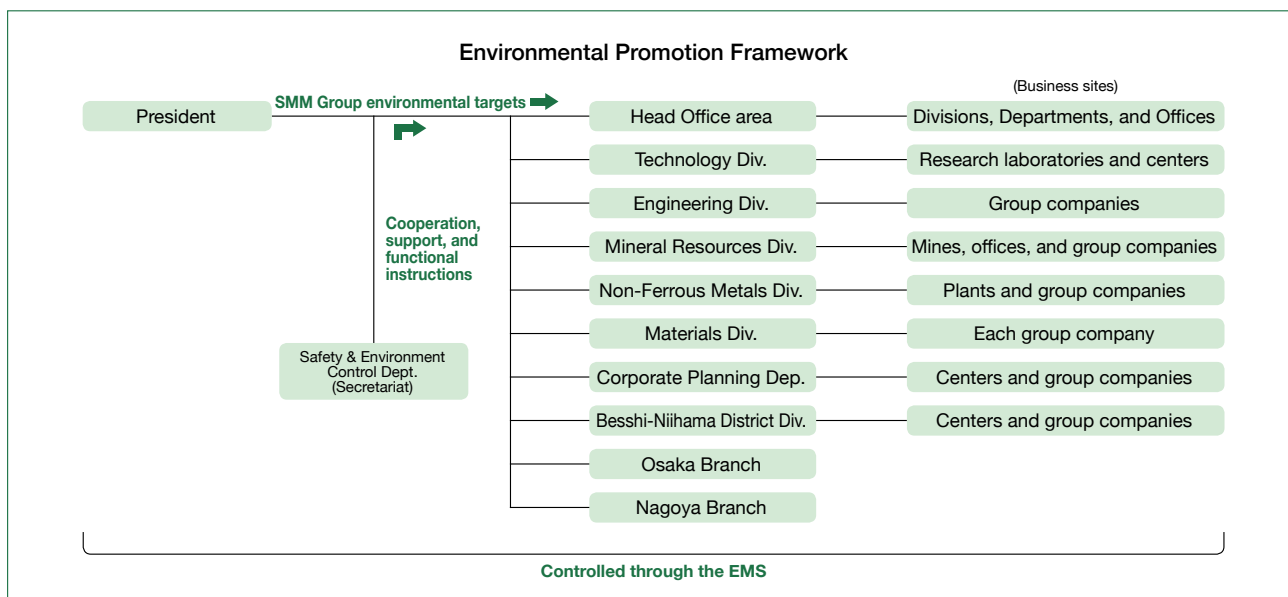 Environmental Promotion Framework
(Business sites)
SMM Group environmental targets
President
Head Office area
Divisions, Departments, and Offices
Technology Div.
Research laboratories and centers
Engineering Div.
Group companies
Cooperation,
support, and
functional
instructions
Mineral Resources Div.
Mines, offices, and group companies
Non-Ferrous Metals Div.
Plants and group companies
Materials Div.
Each group company
Safety & Environment
Control Dept.
(Secretariat)
Corporate Planning Dep.
Centers and group companies
Besshi-Niihama District Div.
Centers and group companies
Osaka Branch
Nagoya Branch
Controlled through the EMS